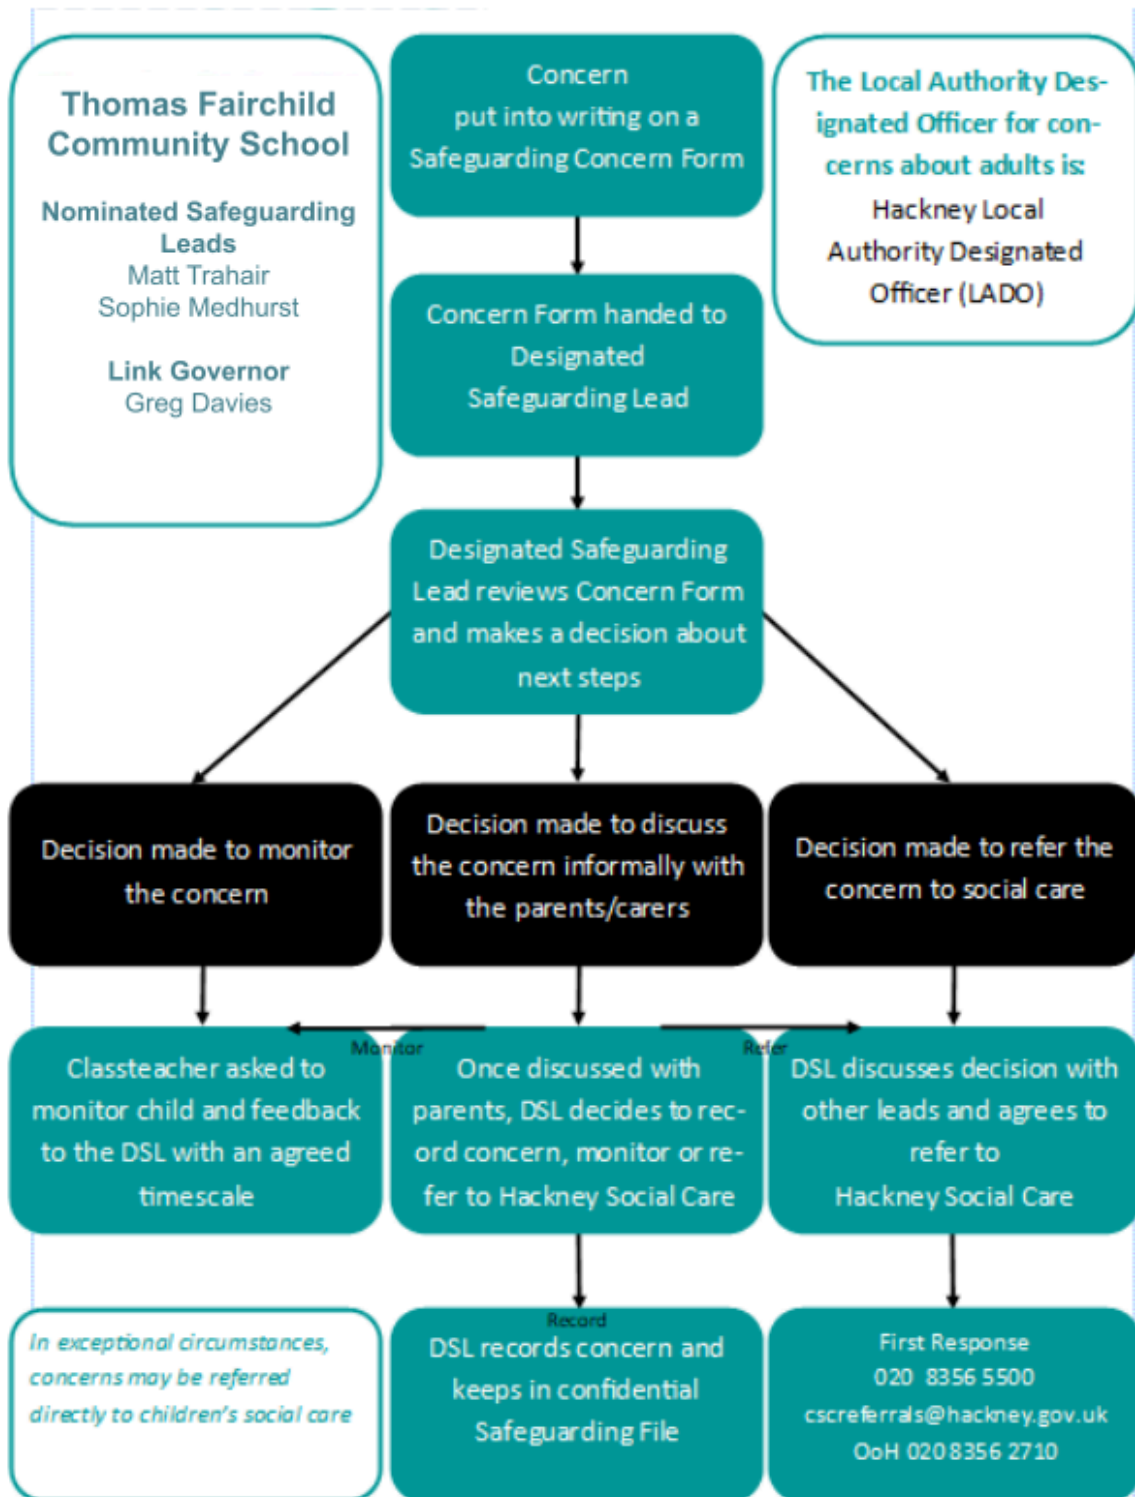 Thomas Fairchild
Community School
Nominated Safeguarding
Leads
Matt Trahair
Sophie Medhurst
Link Governor
Greg Davies
Concern
put into writing on a
Safeguarding Concern Form
The Local Authority Des-
ignated Officer for con-
cerns about adults is:
Hackney Local
Authority Designated
Officer (LADO)
Concern Form handed to
Designated
Safeguarding Lead
Designated Safeguarding
Lead reviews Concern Form
and makes a decision about
next steps
Decision made to monitor
the concern
Decision made to discuss
the concern informally with
the parents/carers
Decision made to refer the
concern to social care
Monitor
Refer
Classteacher asked to
monitor child and feedback
to the DSL with an agreed
timescale
Once discussed with
parents, DSL decides to rec-
ord concern, monitor or re-
fer to Hackney Social Care
DSL discusses decision with
other leads and agrees to
refer to
Hackney Social Care
In exceptional circumstances,
concerns may be referred
directly to children's social care
Record
DSL records concern and
keeps in confidential
Safeguarding File
First Response
020 8356 5500
cscreferrals@hackney.gov.uk
OoH 020 8356 2710